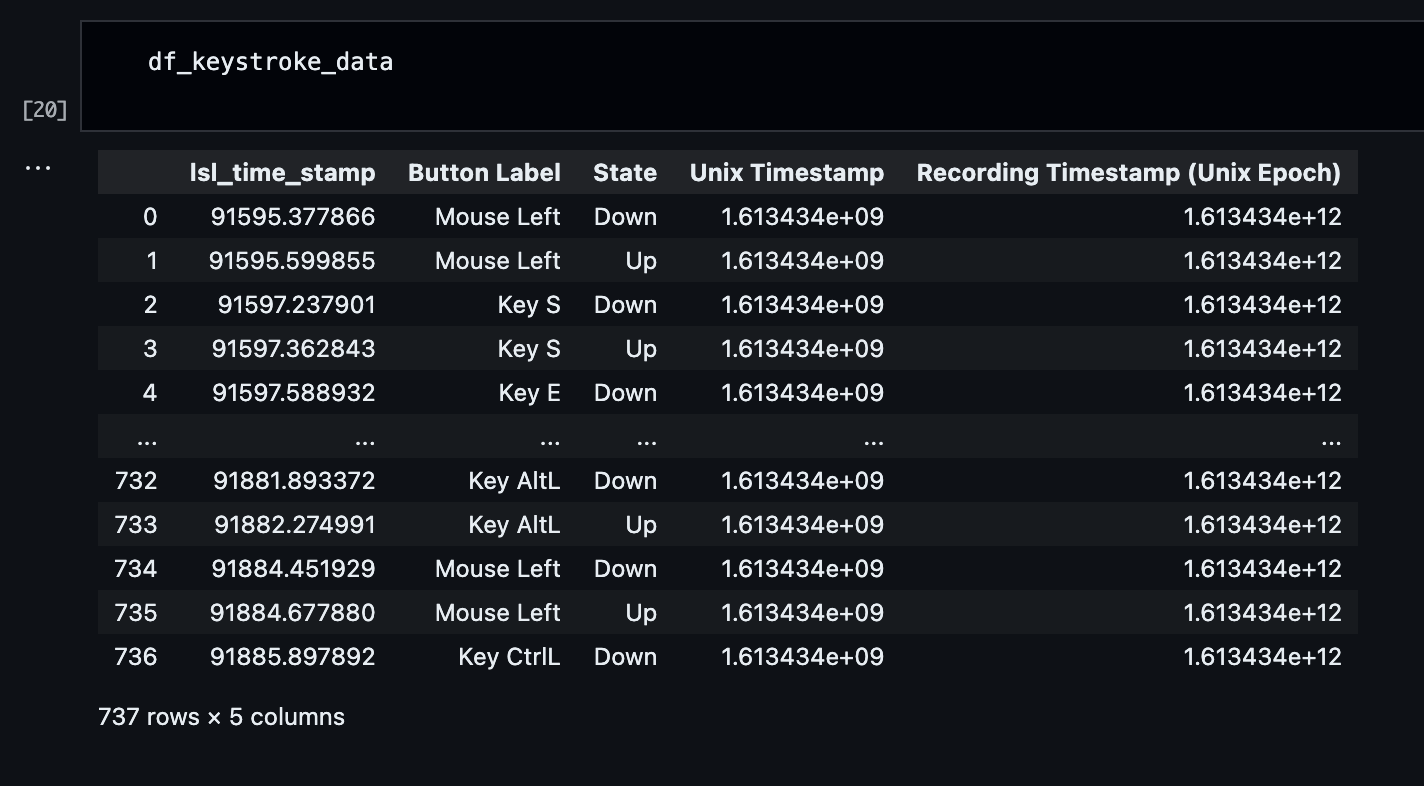 df_keystroke_data
[20]
...
lsl_time_stamp Button Label State Unix Timestamp Recording Timestamp (Unix Epoch)
0 91595.377866 Mouse Left Down 1.613434e+09 1.613434e+12
1 91595.599855 Mouse Left Up 1.613434e+09 1.613434e+12
2 91597.237901 Key S Down 1.613434e+09 1.613434e+12
3 91597.362843 Key S Up 1.613434e+09 1.613434e+12
4 91597.588932 Key E Down 1.613434e+09 1.613434e+12
... ... ... ... ... ...
732 91881.893372 Key AltL Down 1.613434e+09 1.613434e+12
733 91882.274991 Key AltL Up 1.613434e+09 1.613434e+12
734 91884.451929 Mouse Left Down 1.613434e+09 1.613434e+12
735 91884.677880 Mouse Left Up 1.613434e+09 1.613434e+12
736 91885.897892 Key CtrlL Down 1.613434e+09 1.613434e+12
737 rows × 5 columns